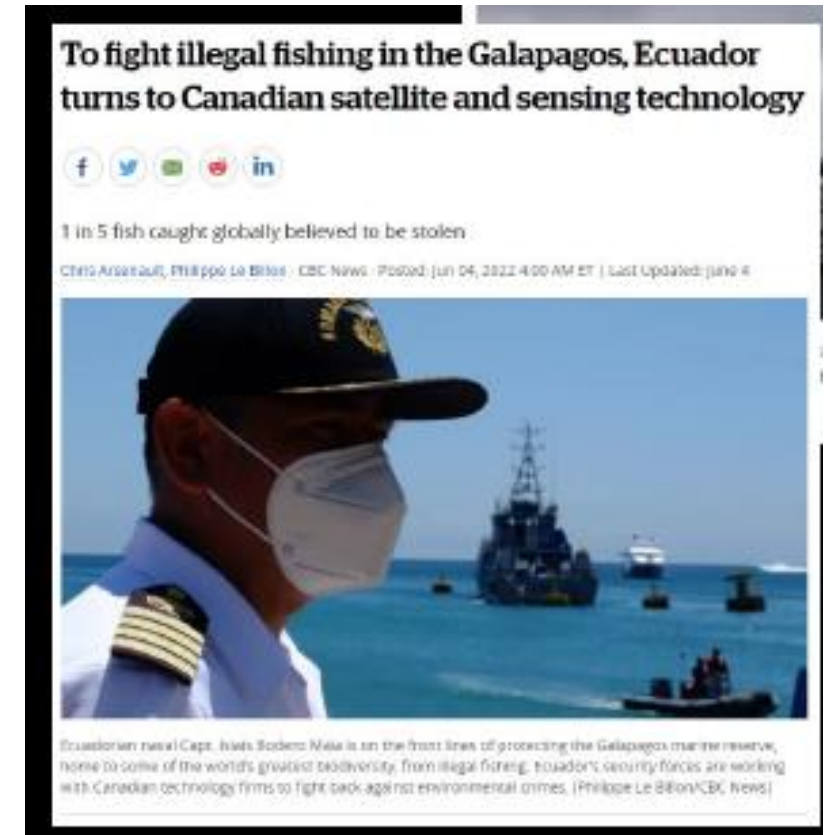 To fight illegal fishing in the Galapagos, Ecuador
turns to Canadian satellite and sensing technology
f in
1 in 5 fish caught globally believed to be stolen
Chris Arsenault, Philippe Le Billon · CBC News · Posted: Jun 04, 2022 4:00 AM ET | Last Updated: June 4
Ecuadorian naval Capt. Bodero is on the front lines of protecting the Galapagos marine reserve,
home to some of the world's greatest biodiversity, from illegal fishing. Ecuador's security forces are working
with Canadian technology firms to fight back against environmental crimes. (Philippe Le Billon/CBC News)